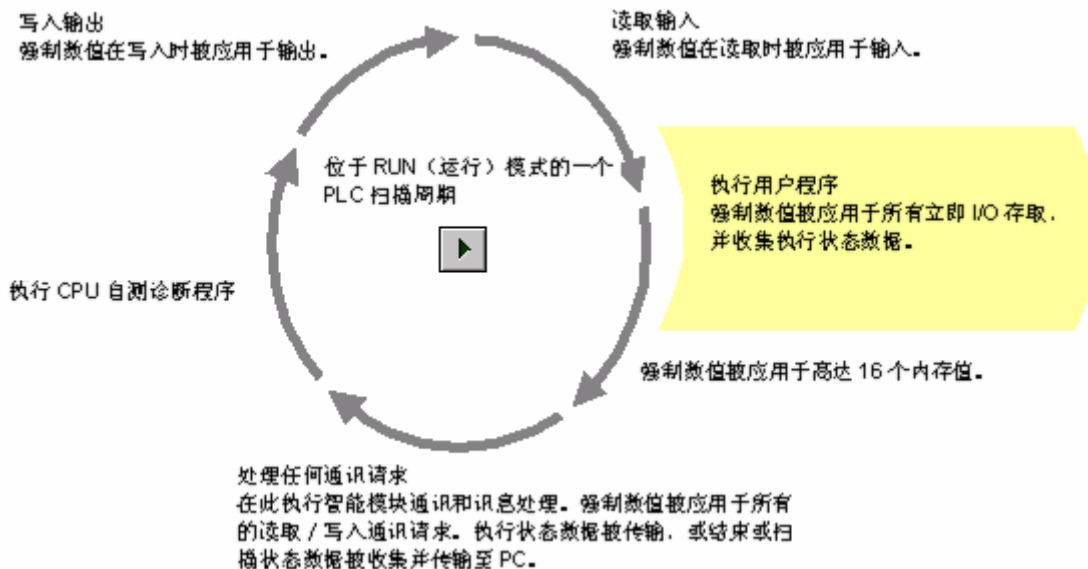 写入输出
强制数值在写入时被应用于输出。
读取输入
强制数值在读取时被应用于输入。
位于 RUN（运行）模式的一个
PLC 扫描周期
执行用户程序
强制数值被应用于所有立即 I/O 存取，
并收集执行状态数据。
执行 CPU 自测诊断程序
强制数值被应用于高达 16 个内存值。
处理任何通讯请求
在此执行智能模块通讯和讯息处理。强制数值被应用于所有
的读取 / 写入通讯请求。执行状态数据被传输，或结束或扫
描状态数据被收集并传输至 PC。